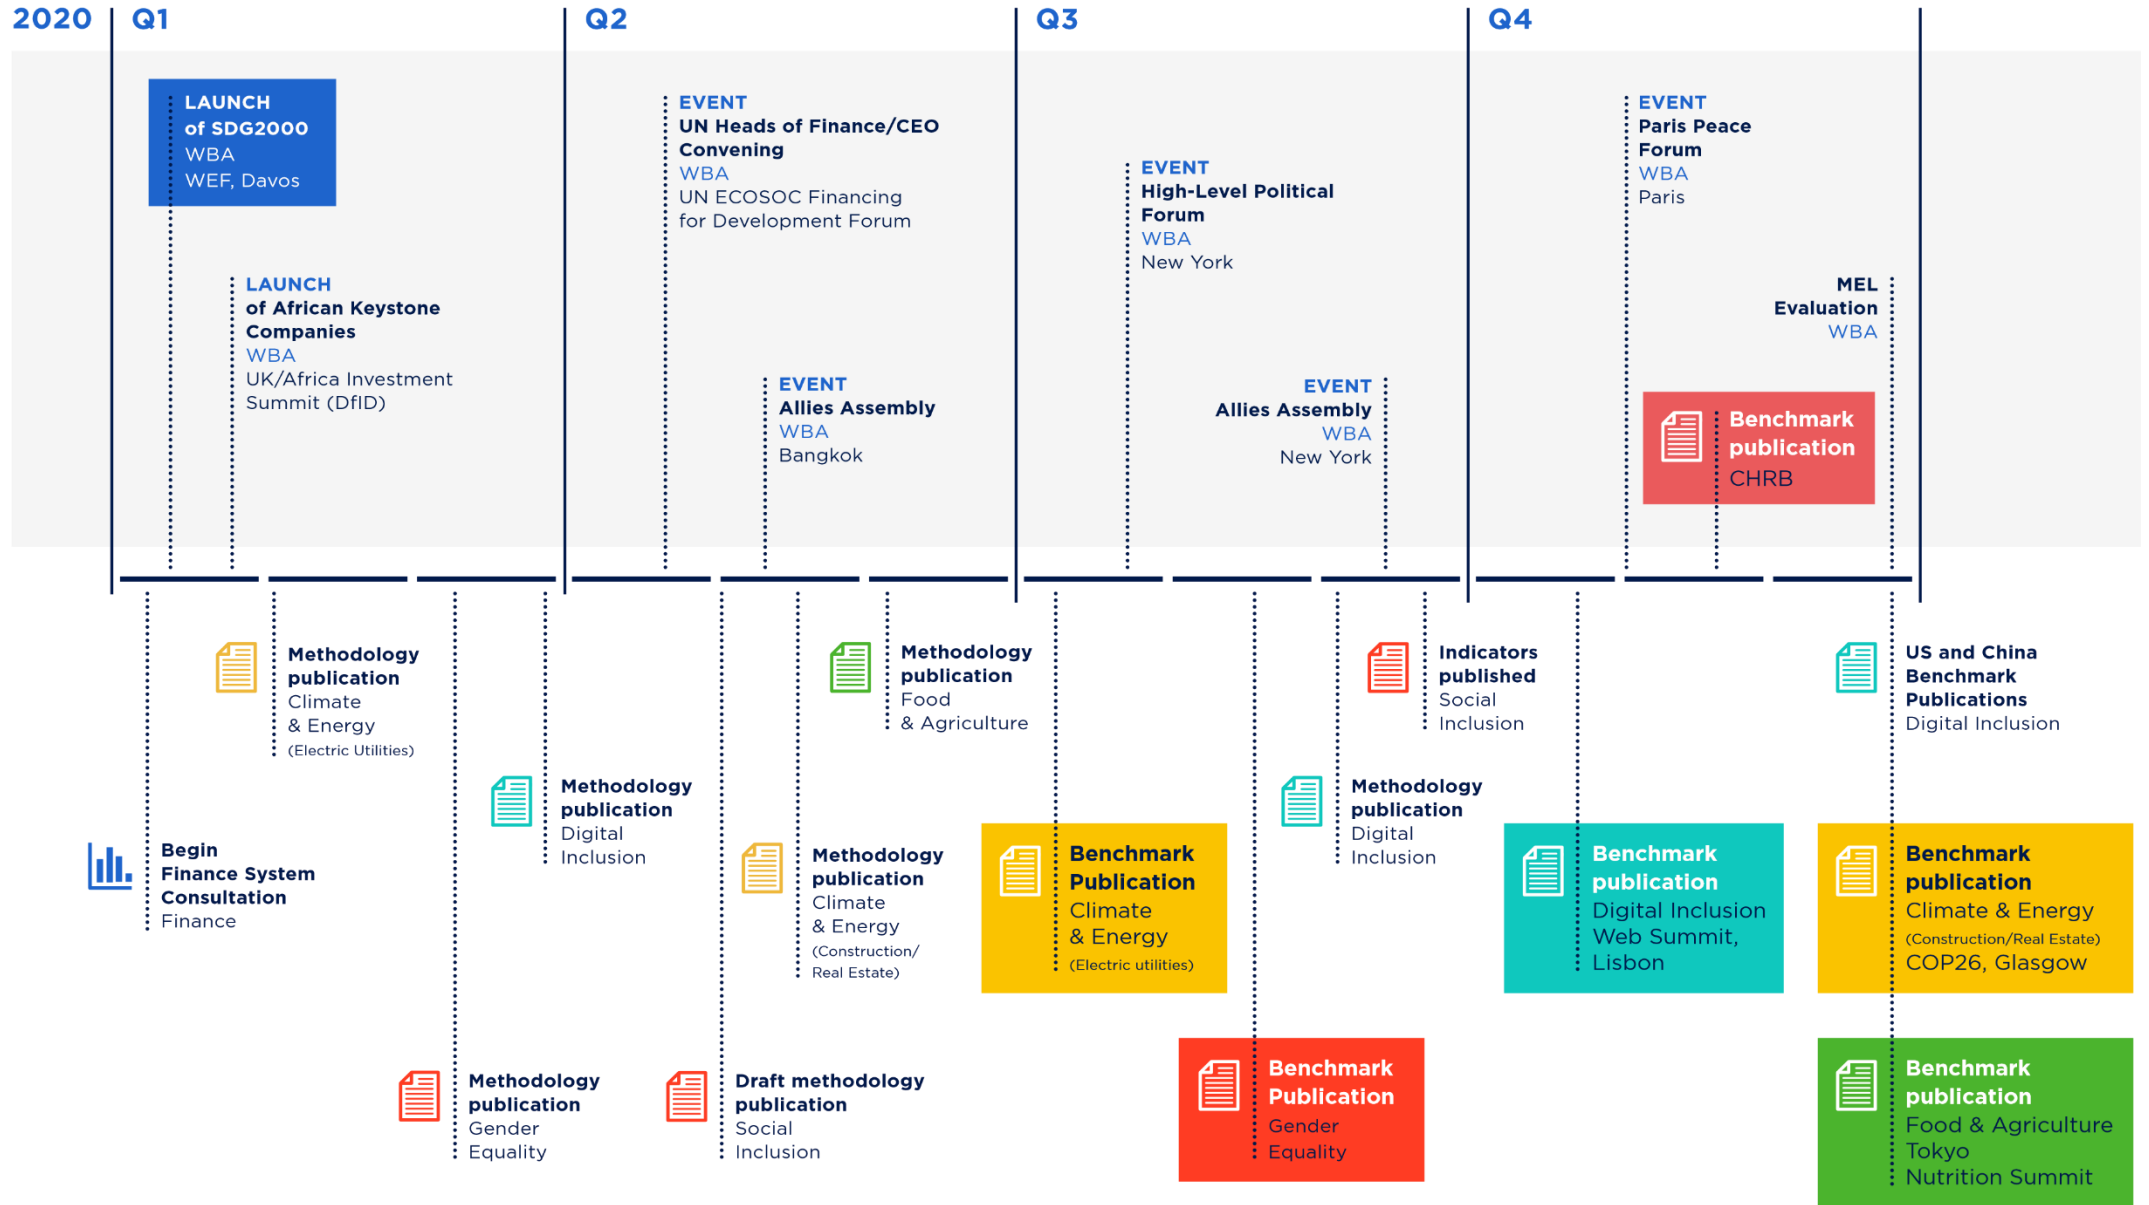 2020
Q1
Q2
Q3
Q4
LAUNCH
of SDG2000
WBA
WEF, Davos
LAUNCH
of African Keystone
Companies
WBA
UK/Africa Investment
Summit (DfID)
EVENT
UN Heads of Finance/CEO
Convening
WBA
UN ECOSOC Financing
for Development Forum
EVENT
Allies Assembly
WBA
Bangkok
EVENT
High-Level Political
Forum
WBA
New York
EVENT
Allies Assembly
WBA
New York
EVENT
Paris Peace
Forum
WBA
Paris
MEL
Evaluation
WBA
Benchmark
publication
CHRB
Begin
Finance System
Consultation
Finance
Methodology
publication
Climate
& Energy
(Electric Utilities)
Methodology
publication
Gender
Equality
Methodology
publication
Digital
Inclusion
Draft methodology
publication
Social
Inclusion
Methodology
publication
Climate
& Energy
(Construction/
Real Estate)
Methodology
publication
Food
& Agriculture
Benchmark
Publication
Climate
& Energy
(Electric utilities)
Benchmark
Publication
Gender
Equality
Methodology
publication
Digital
Inclusion
Indicators
published
Social
Inclusion
Benchmark
publication
Digital Inclusion
Web Summit,
Lisbon
US and China
Benchmark
Publications
Digital Inclusion
Benchmark
publication
Climate & Energy
(Construction/Real Estate)
COP26, Glasgow
Benchmark
publication
Food & Agriculture
Tokyo
Nutrition Summit